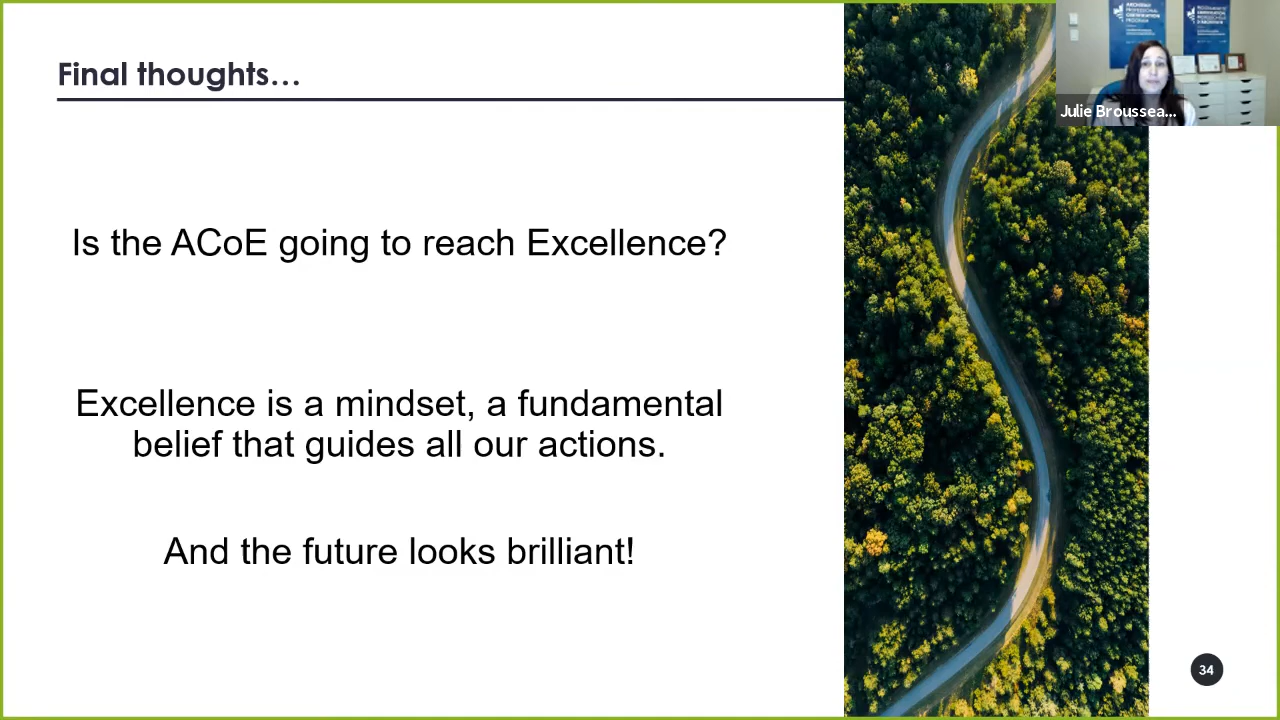 Final thoughts…
Is the ACoE going to reach Excellence?
Excellence is a mindset, a fundamental
belief that guides all our actions.
And the future looks brilliant!
Julie Broussea...
34